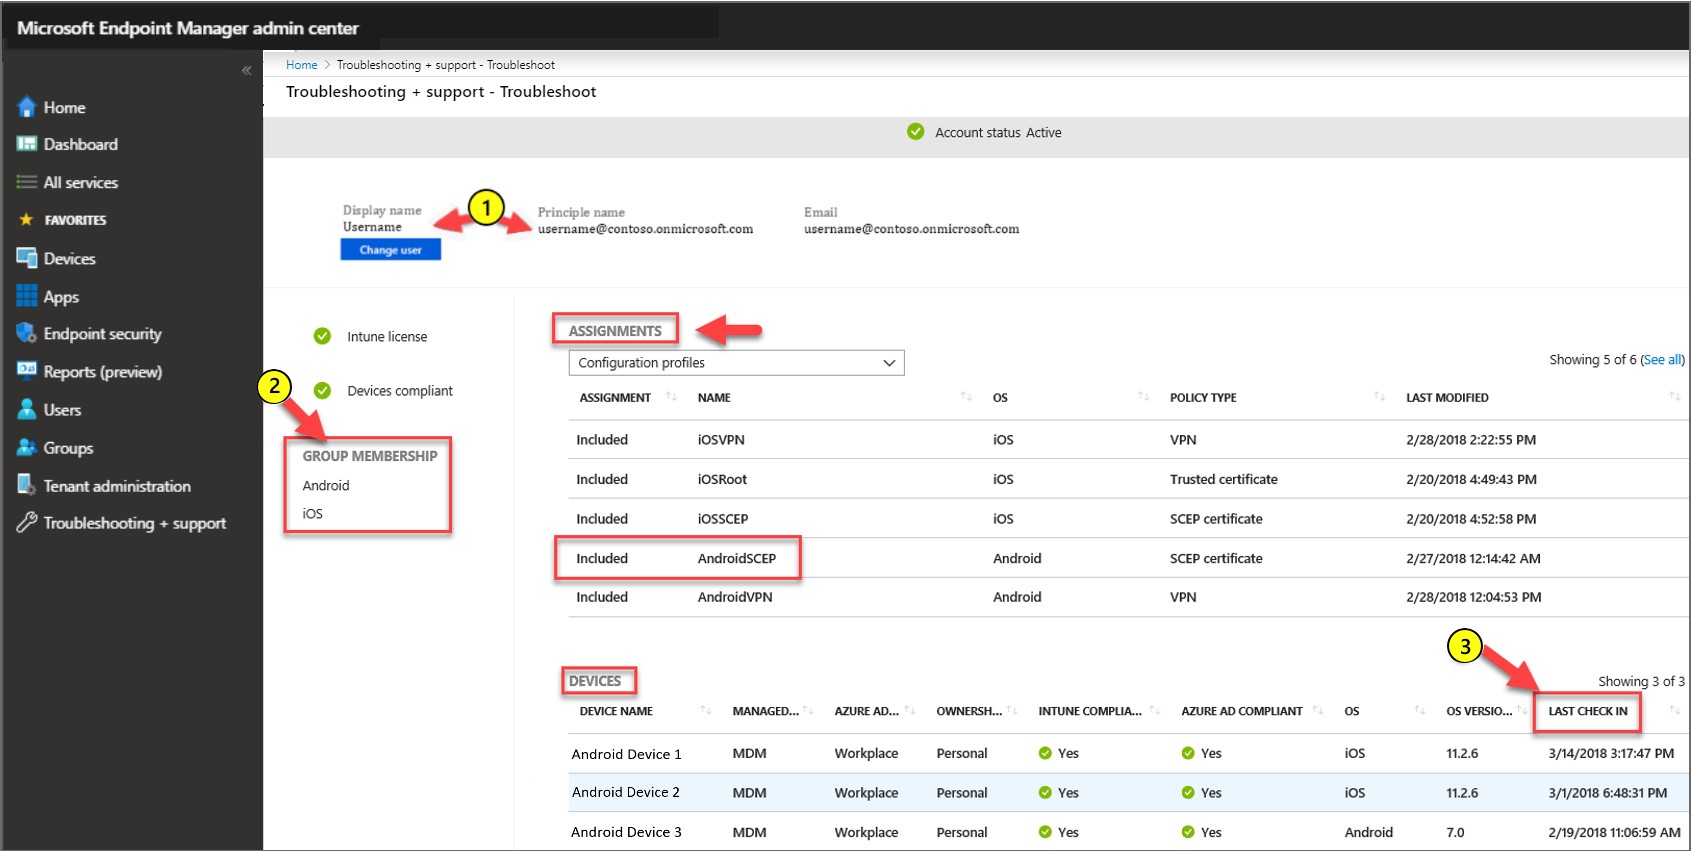 Microsoft Endpoint Manager admin center
«
Home > Troubleshooting + support - Troubleshoot
Troubleshooting + support - Troubleshoot
Home
Dashboard
All services
FAVORITES
Devices
Apps
Endpoint security
Reports (preview)
Users
Groups
Tenant administration
Troubleshooting + support
Account status Active
Display name
Username
Change user
1
Principle name
username@contoso.onmicrosoft.com
Email
username@contoso.onmicrosoft.com
Intune license
Devices compliant
2
GROUP MEMBERSHIP
Android
iOS
ASSIGNMENTS
Configuration profiles
Showing 5 of 6 (See all)
ASSIGNMENT NAME OS POLICY TYPE LAST MODIFIED
Included iOSVPN iOS VPN 2/28/2018 2:22:55 PM
Included iOSRoot iOS Trusted certificate 2/20/2018 4:49:43 PM
Included iOSSCEP iOS SCEP certificate 2/20/2018 4:52:58 PM
Included AndroidSCEP Android SCEP certificate 2/27/2018 12:14:42 AM
Included AndroidVPN Android VPN 2/28/2018 12:04:53 PM
3
DEVICES
Showing 3 of 3
DEVICE NAME MANAGED... AZURE AD... OWNERSH... INTUNE COMPLIA... AZURE AD COMPLIANT OS OS VERSIO... LAST CHECK IN
Android Device 1 MDM Workplace Personal Yes Yes iOS 11.2.6 3/14/2018 3:17:47 PM
Android Device 2 MDM Workplace Personal Yes Yes iOS 11.2.6 3/1/2018 6:48:31 PM
Android Device 3 MDM Workplace Personal Yes Yes Android 7.0 2/19/2018 11:06:59 AM